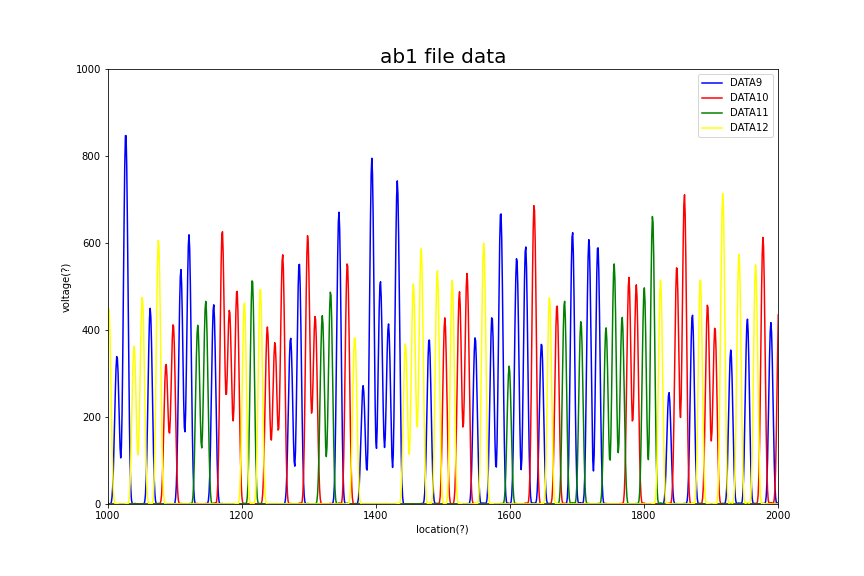 ab1 file data
1000
800
600
400
200
0
voltage(?)
DATA9
DATA10
DATA11
DATA12
1000 1200 1400 1600 1800 2000
location(?)